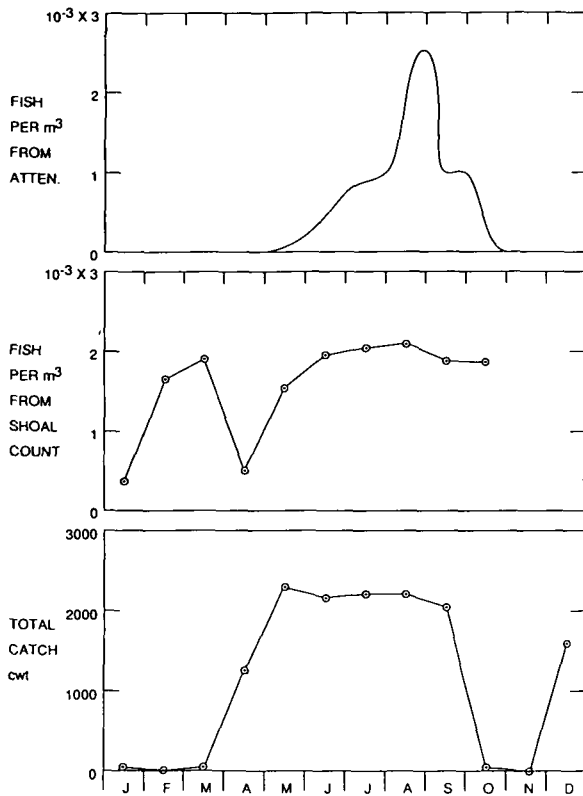 10-3 X 3
FISH
PER m3
FROM
ATTEN.
2
1
0
10-3 X 3
FISH
PER m3
FROM
SHOAL
COUNT
2
1
0
3000
TOTAL
CATCH
cwt
2000
1000
0
J F M A M J J A S O N D